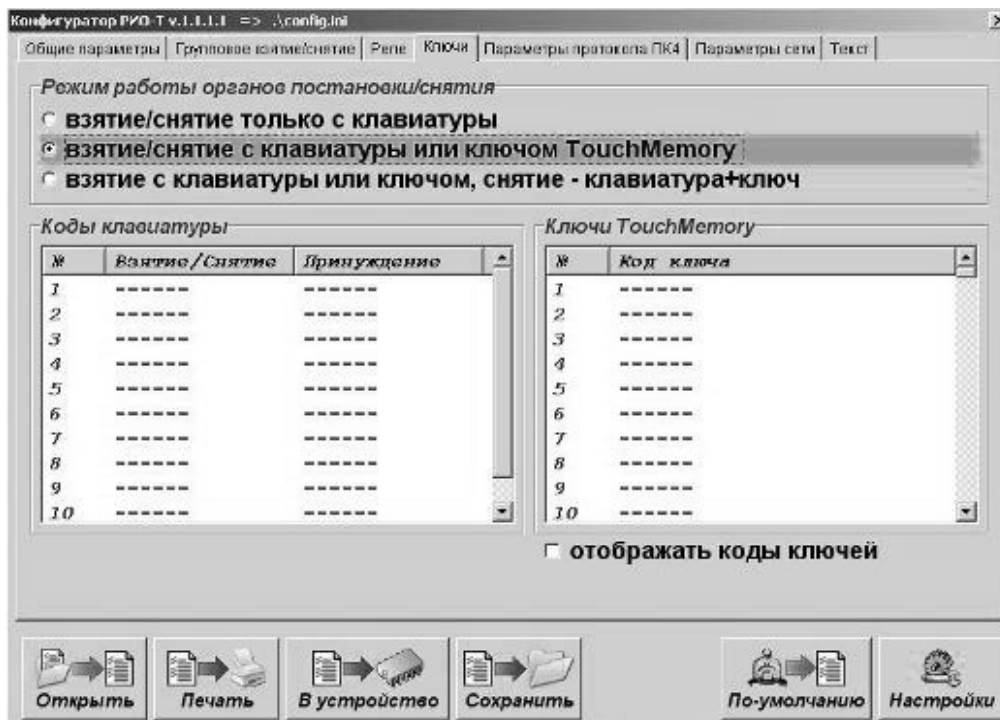 Конфигуратор РИО-Т v.1.1.1.1 => .\config.ini
Общие параметры Групповое взятие/снятие Реле Ключи Параметры протокола ПК4 Параметры сети Текст
Режим работы органов постановки/снятия
взятие/снятие только с клавиатуры
взятие/снятие с клавиатуры или ключом TouchMemory
взятие с клавиатуры или ключом, снятие - клавиатура+ключ
Коды клавиатуры Ключи TouchMemory
№ Взятие/Снятие Принуждение № Код ключа
1 ------ ------ 1 ------
2 ------ ------ 2 ------
3 ------ ------ 3 ------
4 ------ ------ 4 ------
5 ------ ------ 5 ------
6 ------ ------ 6 ------
7 ------ ------ 7 ------
8 ------ ------ 8 ------
9 ------ ------ 9 ------
10 ------ ------ 10 ------
отображать коды ключей
Открыть Печать В устройство Сохранить По-умолчанию Настройки